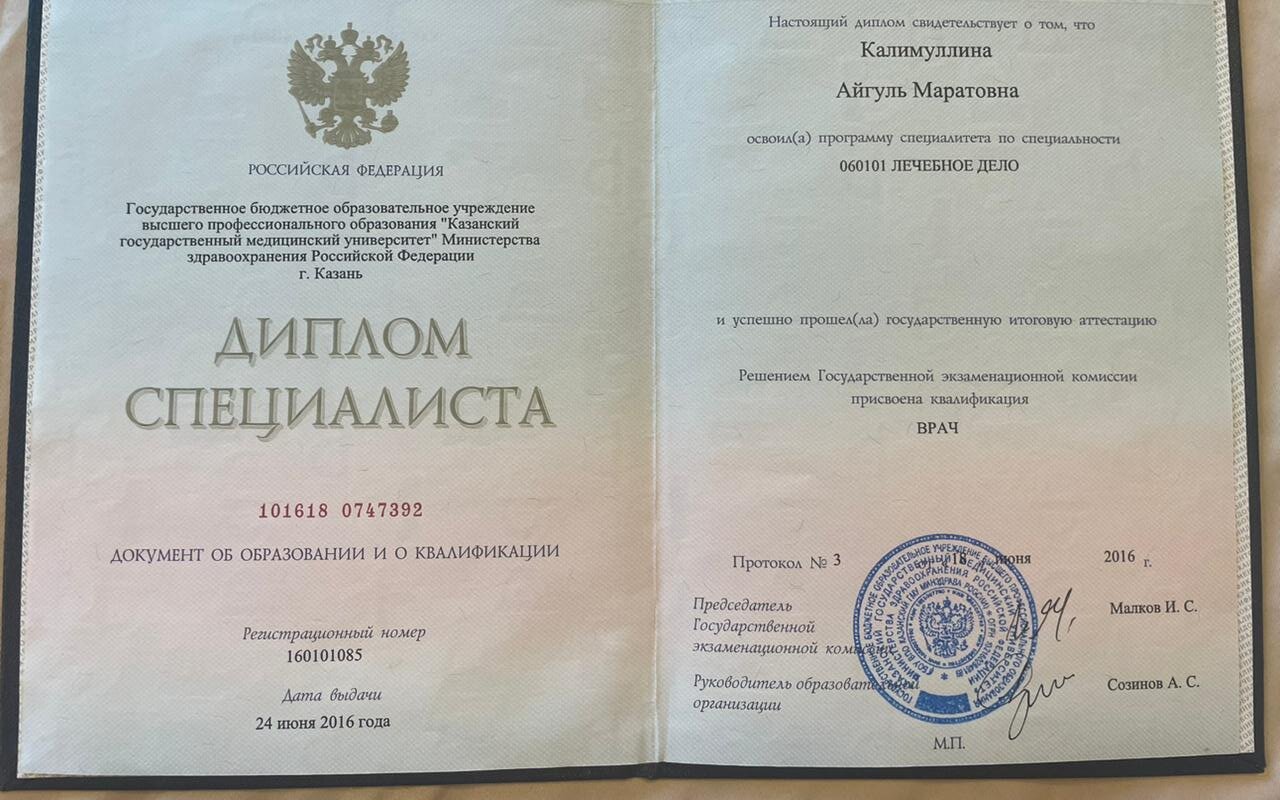 РОССИЙСКАЯ ФЕДЕРАЦИЯ
Государственное бюджетное образовательное учреждение
высшего профессионального образования "Казанский
государственный медицинский университет" Министерства
здравоохранения Российской Федерации
г. Казань
ДИПЛОМ
СПЕЦИАЛИСТА
101618 0747392
ДОКУМЕНТ ОБ ОБРАЗОВАНИИ И О КВАЛИФИКАЦИИ
Регистрационный номер
160101085
Дата выдачи
24 июня 2016 года
Настоящий диплом свидетельствует о том, что
Калимуллина
Айгуль Маратовна
освоил(а) программу специалитета по специальности
060101 ЛЕЧЕБНОЕ ДЕЛО
и успешно прошел(ла) государственную итоговую аттестацию
Решением Государственной экзаменационной комиссии
присвоена квалификация
ВРАЧ
Протокол № 3 от « 18 » июня 2016 г.
Председатель
Государственной
экзаменационной комиссии
Малков И. С.
Руководитель образовательной
организации
Созинов А. С.
М.П.